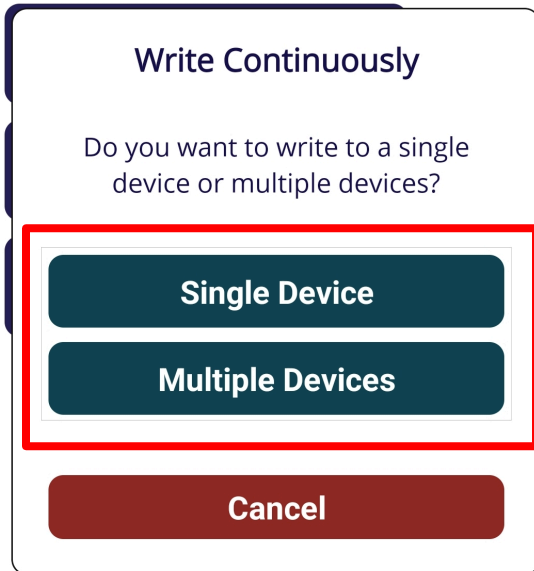 Write Continuously
Do you want to write to a single
device or multiple devices?
Single Device
Multiple Devices
Cancel